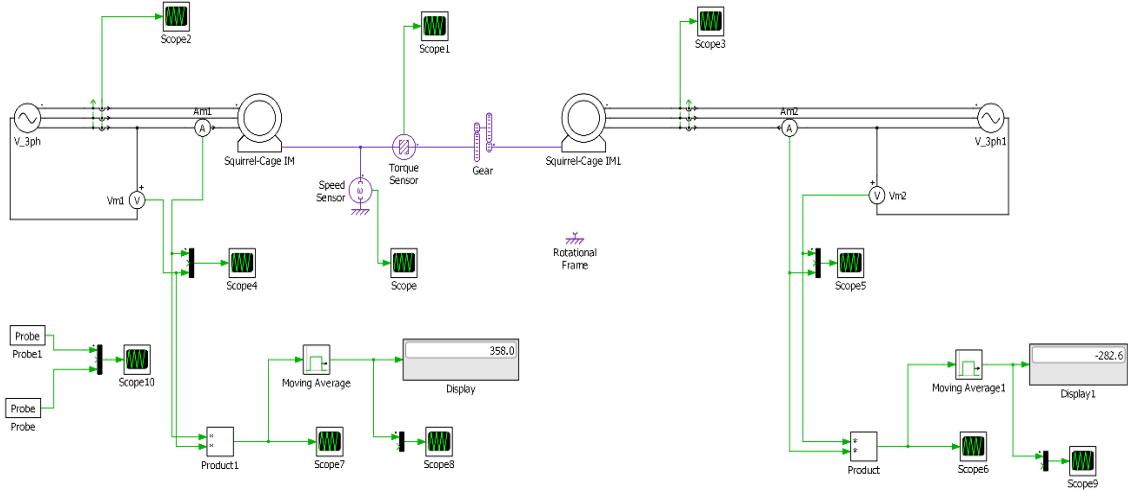 Scope2
Scope1
Scope3
Am1
A
V_3ph
Squirrel-Cage IM
Torque
Sensor
Gear
Squirrel-Cage IM1
Am2
A
V_3ph1
Speed
Sensor
ω
+
Vm1
V
+
V
Vm2
Rotational
Frame
Scope4
Scope
Scope5
Probe
Probe1
Scope10
Probe
Probe
Moving Average
358.0
Display
Moving Average1
-282.6
Display1
×
×
Product1
Scope7
Scope8
*
*
Product
Scope6
Scope9